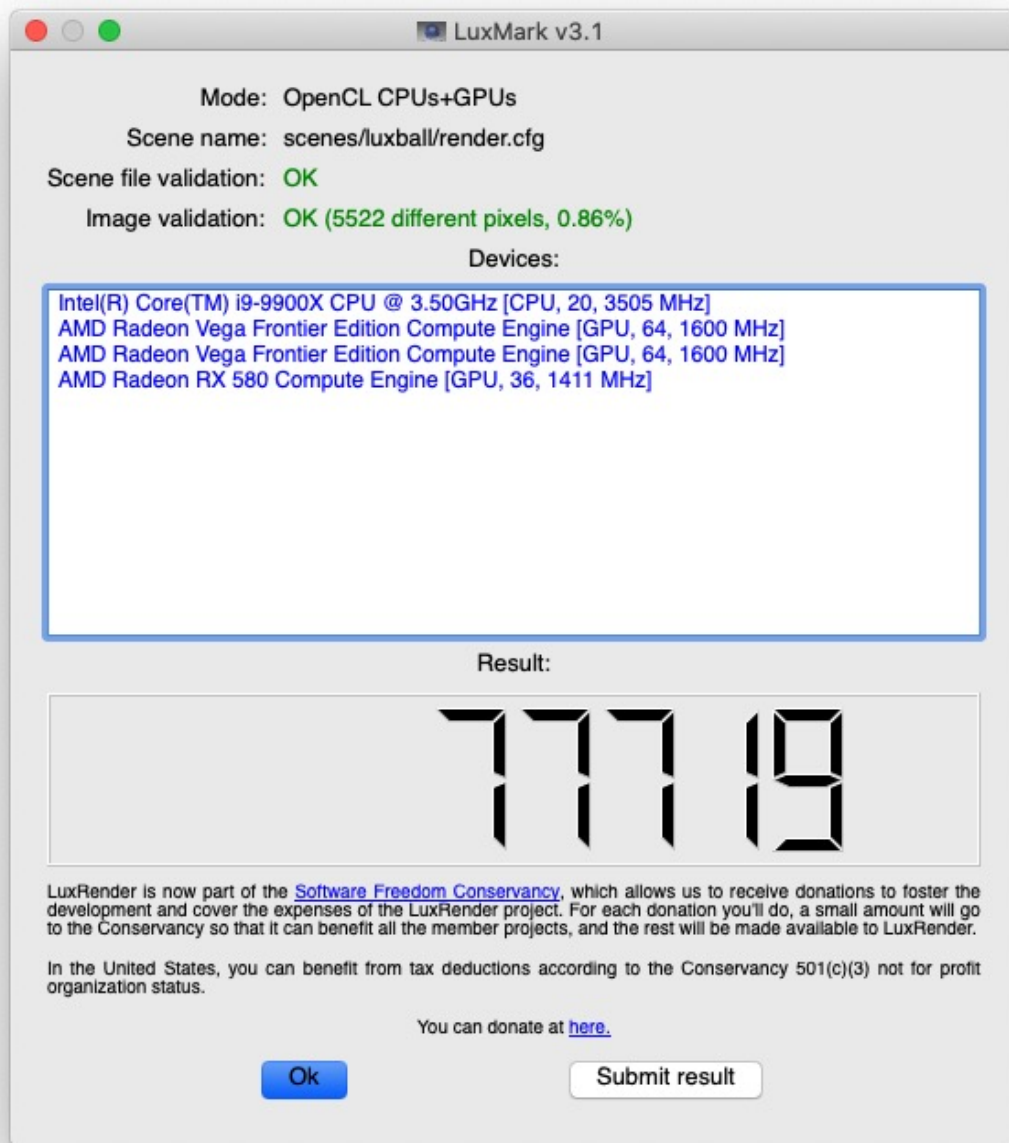 LuxMark v3.1
Mode: OpenCL CPUs+GPUs
Scene name: scenes/luxball/render.cfg
Scene file validation: OK
Image validation: OK (5522 different pixels, 0.86%)
Devices:
Intel(R) Core(TM) i9-9900X CPU @ 3.50GHz [CPU, 20, 3505 MHz]
AMD Radeon Vega Frontier Edition Compute Engine [GPU, 64, 1600 MHz]
AMD Radeon Vega Frontier Edition Compute Engine [GPU, 64, 1600 MHz]
AMD Radeon RX 580 Compute Engine [GPU, 36, 1411 MHz]
Result:
77719
LuxRender is now part of the Software Freedom Conservancy, which allows us to receive donations to foster the
development and cover the expenses of the LuxRender project. For each donation you'll do, a small amount will go
to the Conservancy so that it can benefit all the member projects, and the rest will be made available to LuxRender.
In the United States, you can benefit from tax deductions according to the Conservancy 501(c)(3) not for profit
organization status.
You can donate at here.
Ok
Submit result